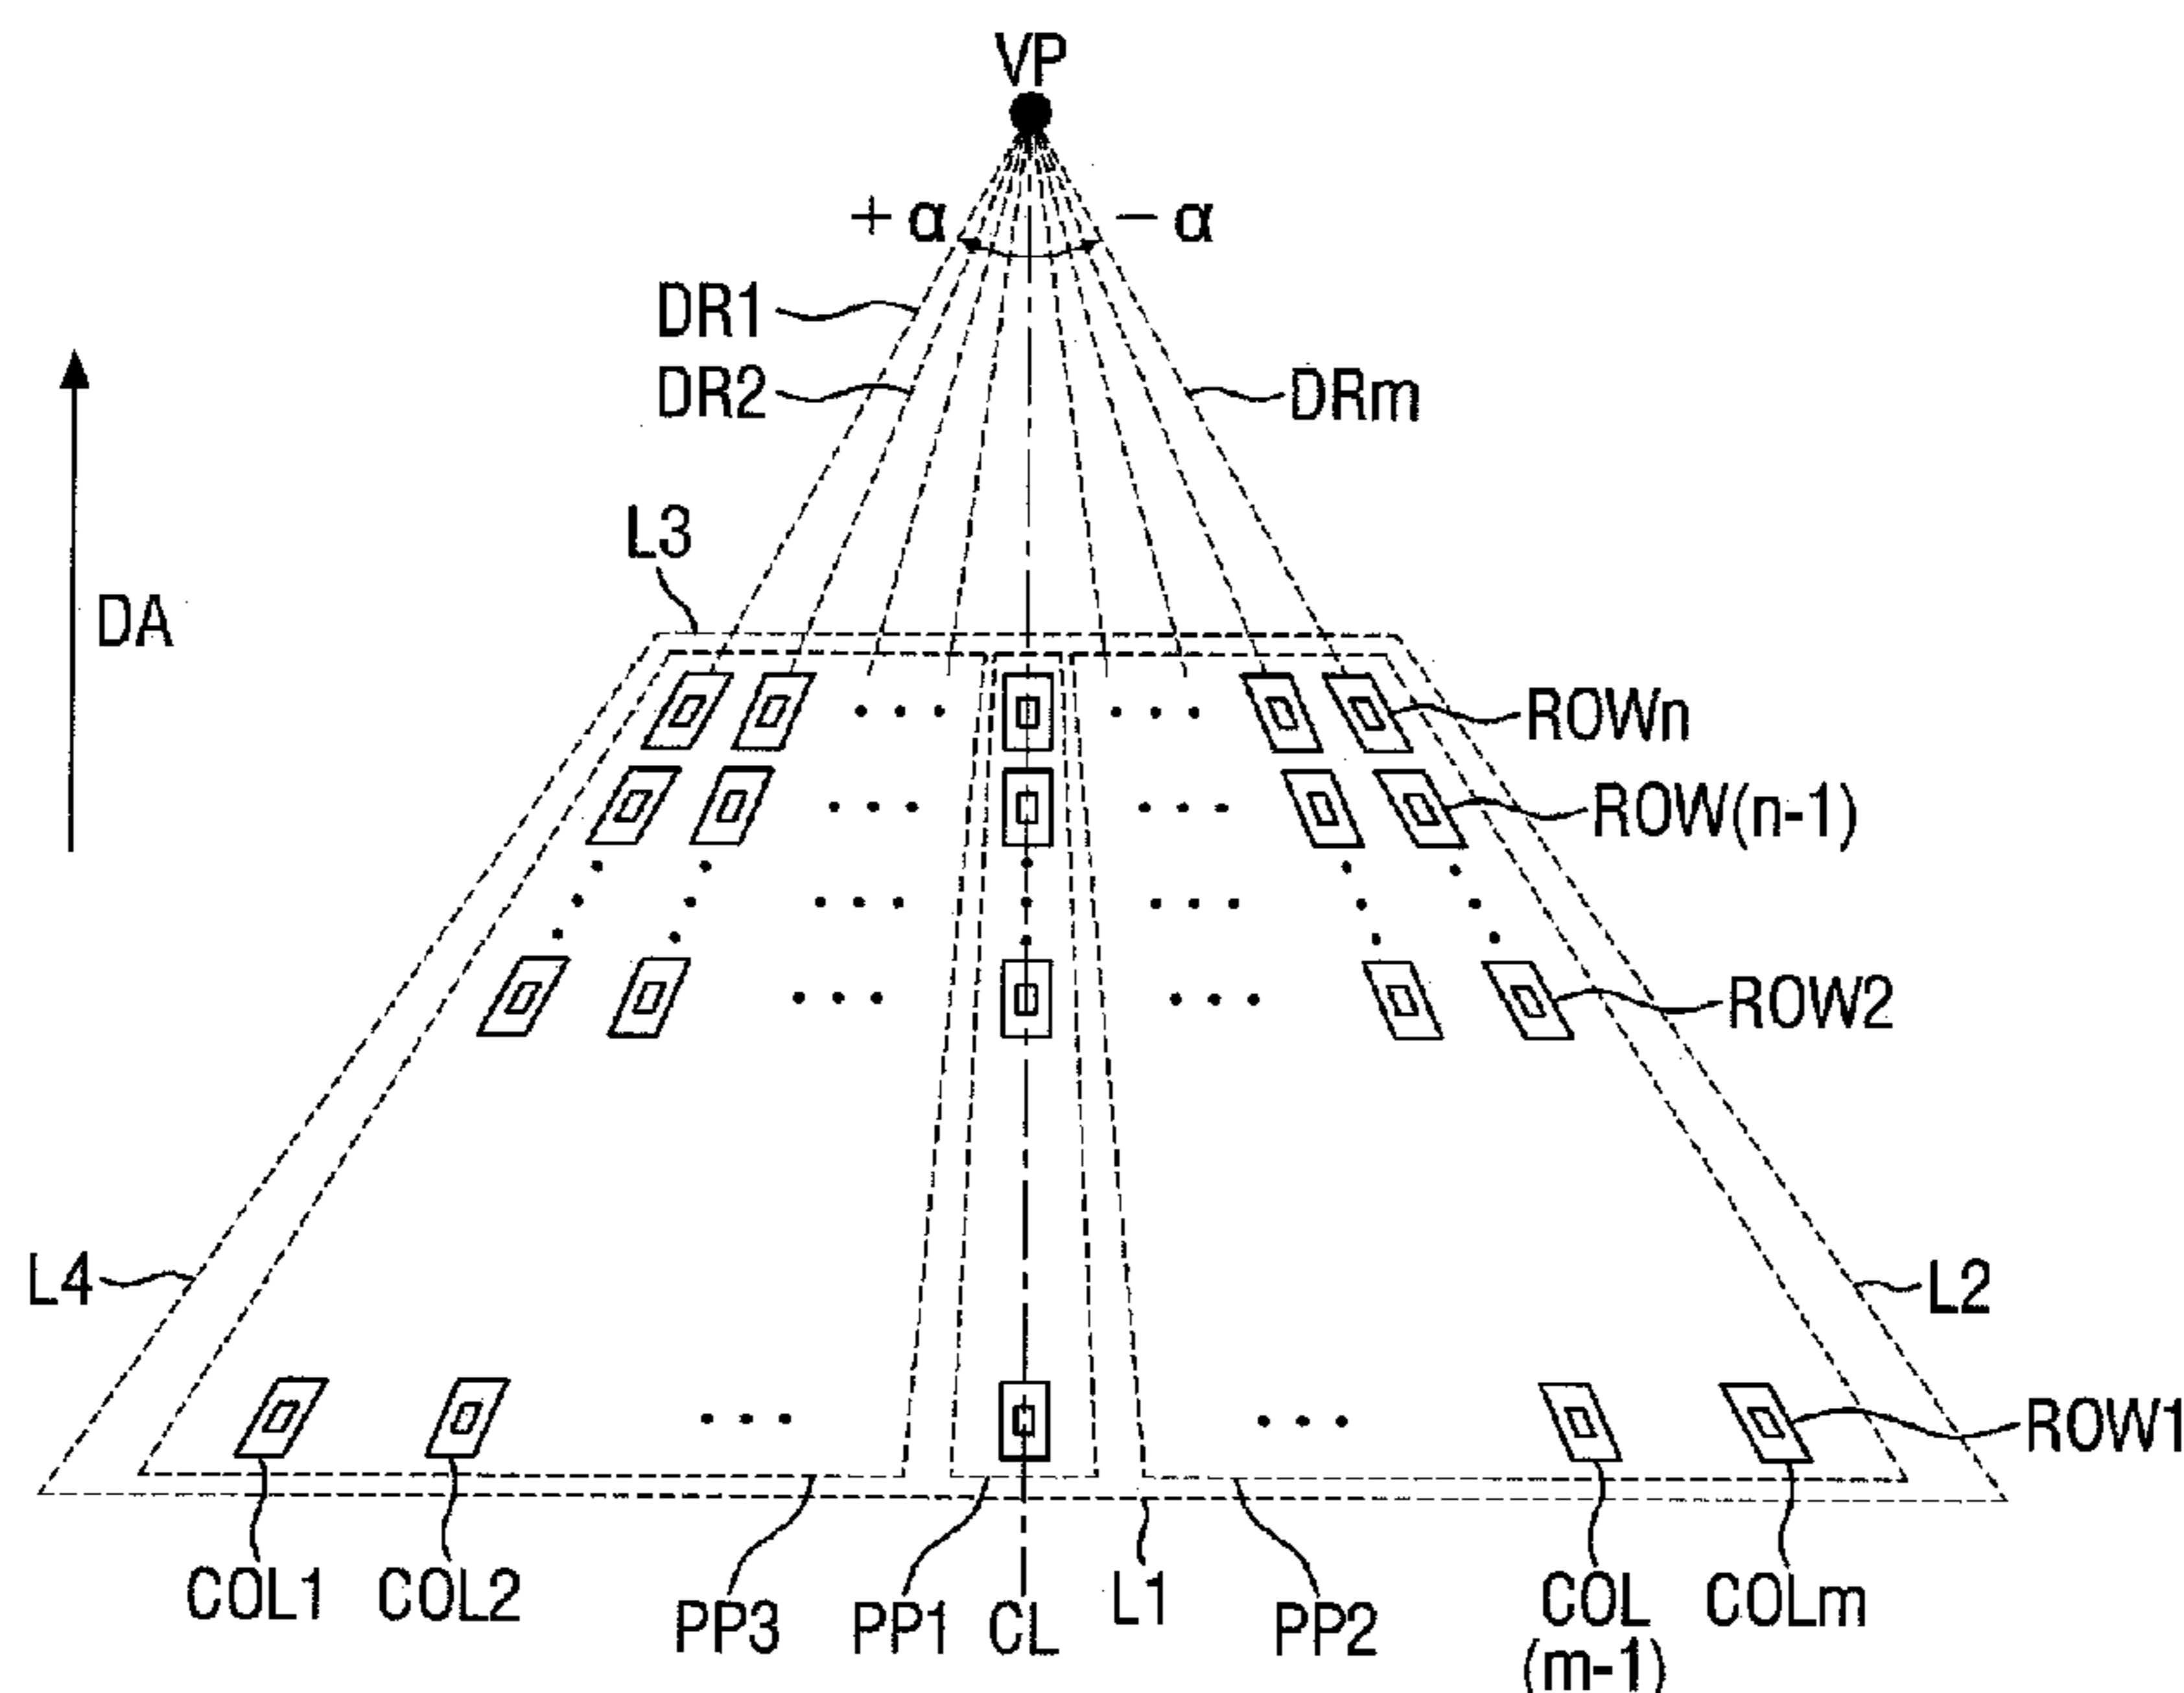 VP
+α −α
DR1
DR2 DRm
L3
DA
ROWn
ROW(n-1)
ROW2
L4 L2
ROW1
COL1 COL2 PP3 PP1 CL L1 PP2 COL COLm
(m-1)